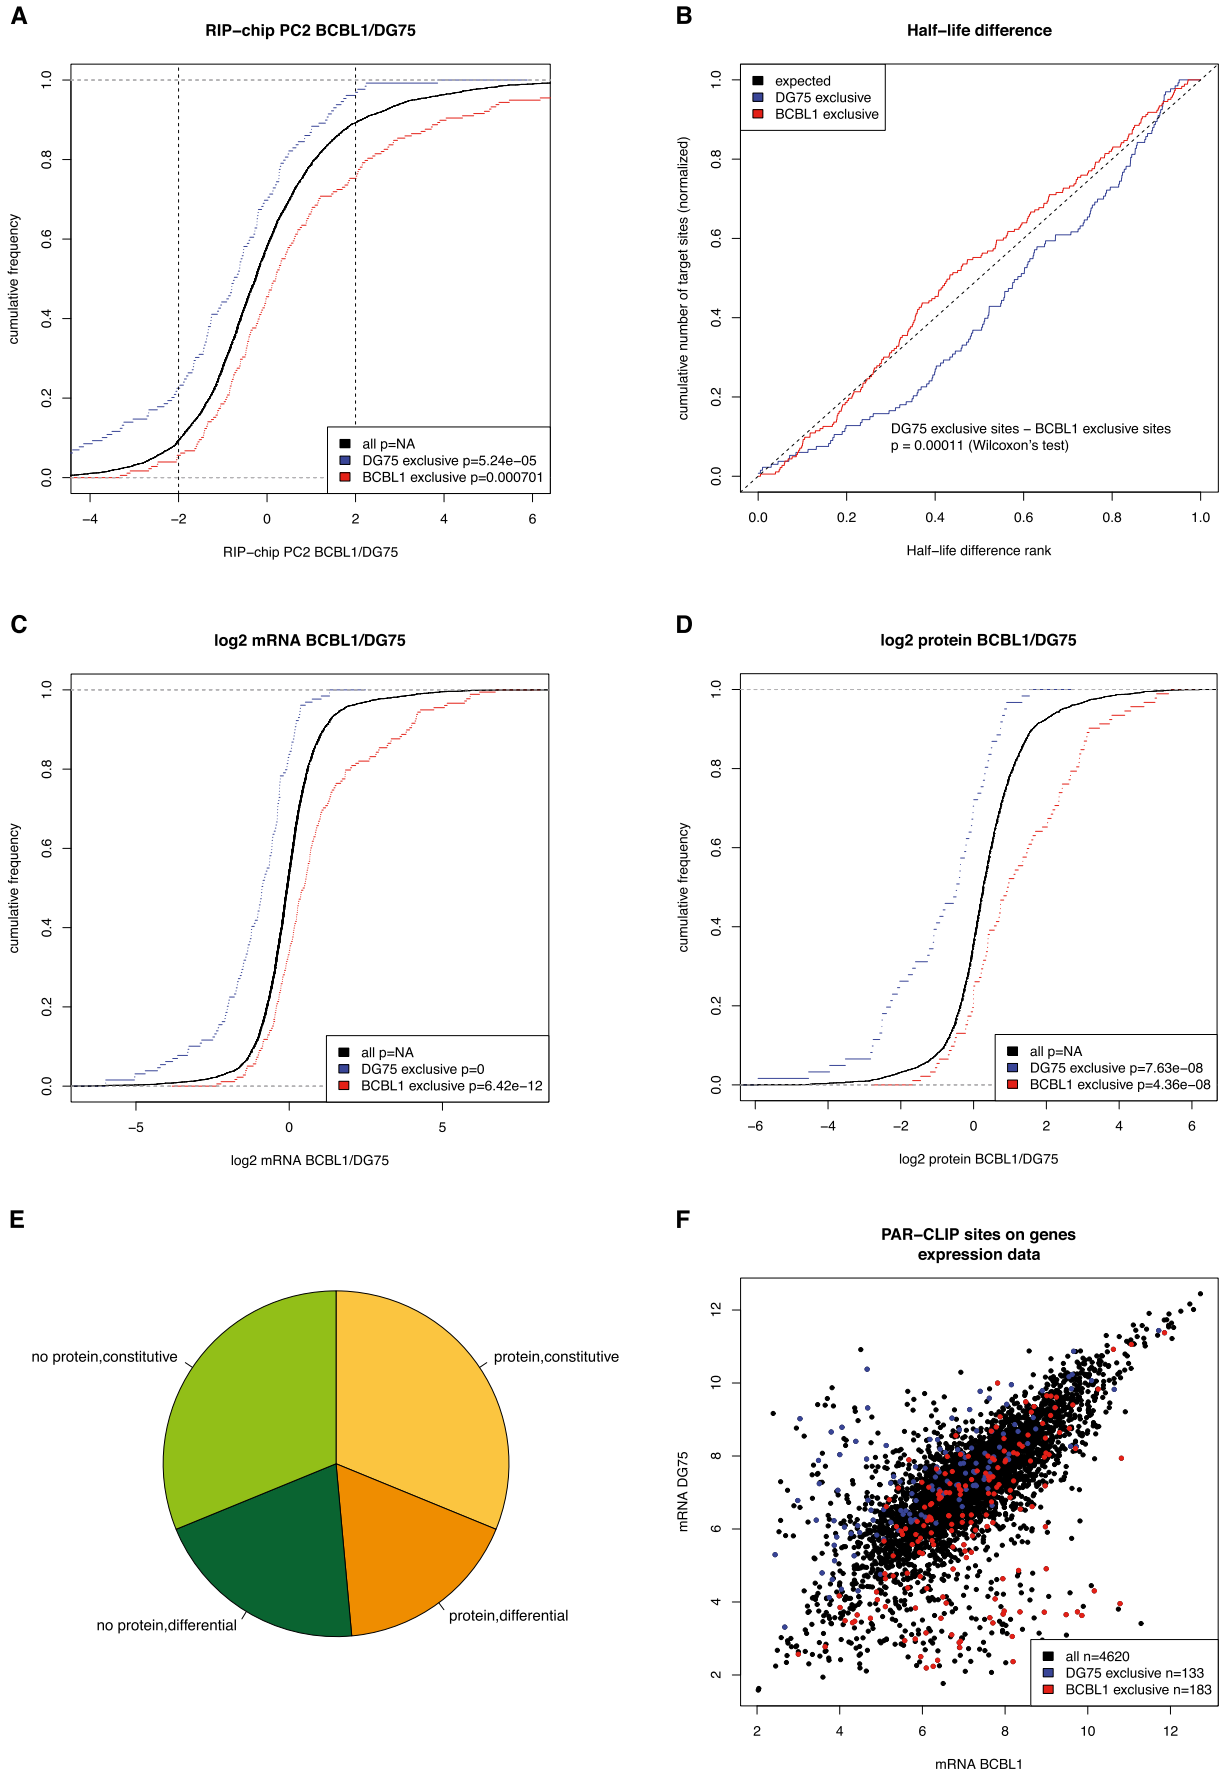 A
RIP−chip PC2 BCBL1/DG75
cumulative frequency
0.0 0.2 0.4 0.6 0.8 1.0
−4 −2 0 2 4 6
all p=NA
DG75 exclusive p=5.24e−05
BCBL1 exclusive p=0.000701
RIP−chip PC2 BCBL1/DG75
B
Half−life difference
cumulative number of target sites (normalized)
0.0 0.2 0.4 0.6 0.8 1.0
expected
DG75 exclusive
BCBL1 exclusive
DG75 exclusive sites − BCBL1 exclusive sites
p = 0.00011 (Wilcoxon's test)
0.0 0.2 0.4 0.6 0.8 1.0
Half−life difference rank
C
log2 mRNA BCBL1/DG75
cumulative frequency
0.0 0.2 0.4 0.6 0.8 1.0
all p=NA
DG75 exclusive p=0
BCBL1 exclusive p=6.42e−12
−5 0 5
log2 mRNA BCBL1/DG75
D
log2 protein BCBL1/DG75
cumulative frequency
0.0 0.2 0.4 0.6 0.8 1.0
all p=NA
DG75 exclusive p=7.63e−08
BCBL1 exclusive p=4.36e−08
−6 −4 −2 0 2 4 6
log2 protein BCBL1/DG75
E
no protein,constitutive
protein,constitutive
no protein,differential
protein,differential
F
PAR−CLIP sites on genes
expression data
mRNA DG75
2 4 6 8 10 12
all n=4620
DG75 exclusive n=133
BCBL1 exclusive n=183
2 4 6 8 10 12
mRNA BCBL1